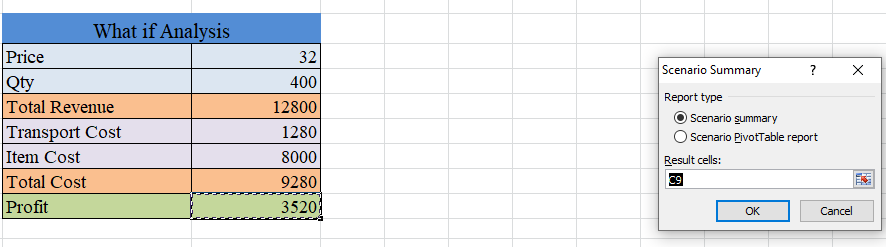 What if Analysis
Price 32
Qty 400
Total Revenue 12800
Transport Cost 1280
Item Cost 8000
Total Cost 9280
Profit 3520
Scenario Summary ? ×
Report type
Scenario summary
Scenario PivotTable report
Result cells:
C9
OK Cancel